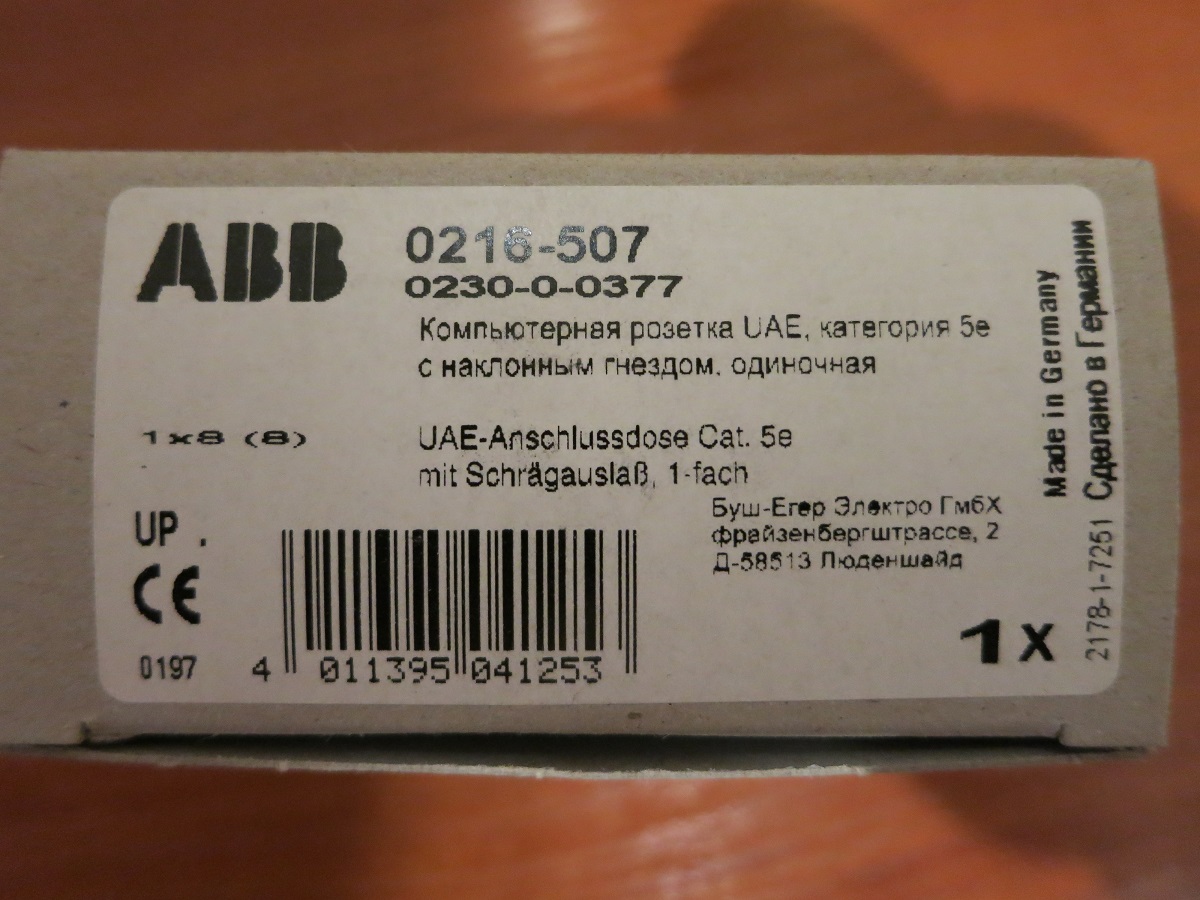 ABB
0216-507
0230-0-0377
Компьютерная розетка UAE, категория 5е
с наклонным гнездом, одиночная
1x8 (8)
UAE-Anschlussdose Cat. 5e
mit Schrägauslaß, 1-fach
Буш-Егер Электро ГмбХ
фрайзенбергштрассе, 2
Д-58513 Люденшайд
UP .
CE
0197
4 011395 041253
1 X
Made in Germany
Сделано в Германии
2178-1-7251